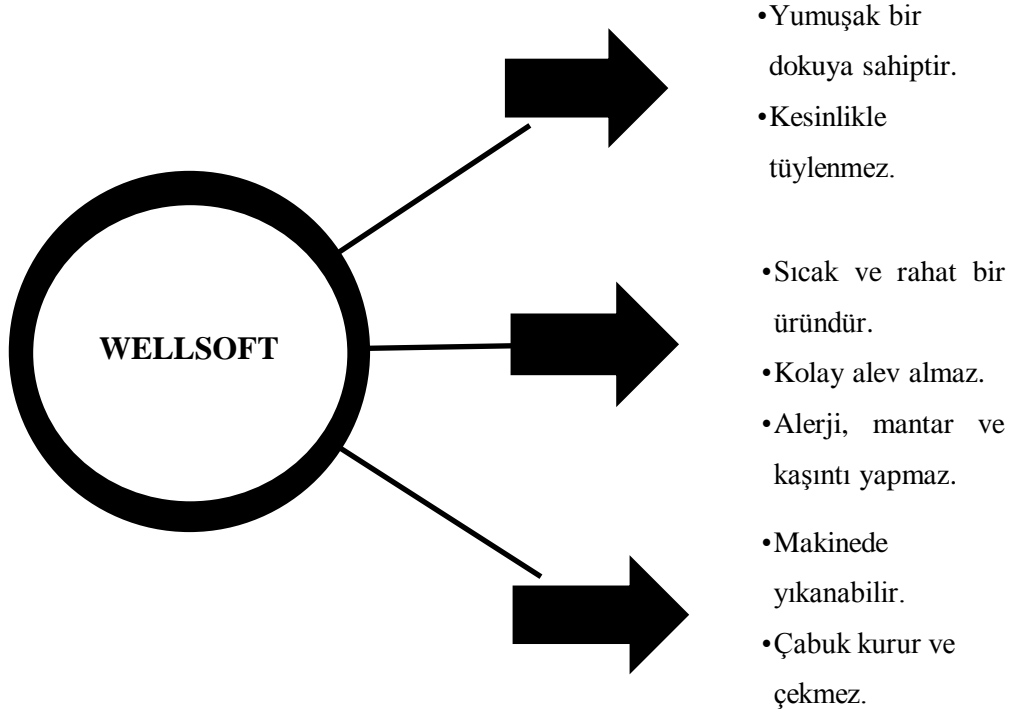 •Yumuşak bir
dokuya sahiptir.
•Kesinlikle
tüylenmez.
WELLSOFT
•Sıcak ve rahat bir
üründür.
•Kolay alev almaz.
•Alerji, mantar ve
kaşıntı yapmaz.
•Makinede
yıkanabilir.
•Çabuk kurur ve
çekmez.